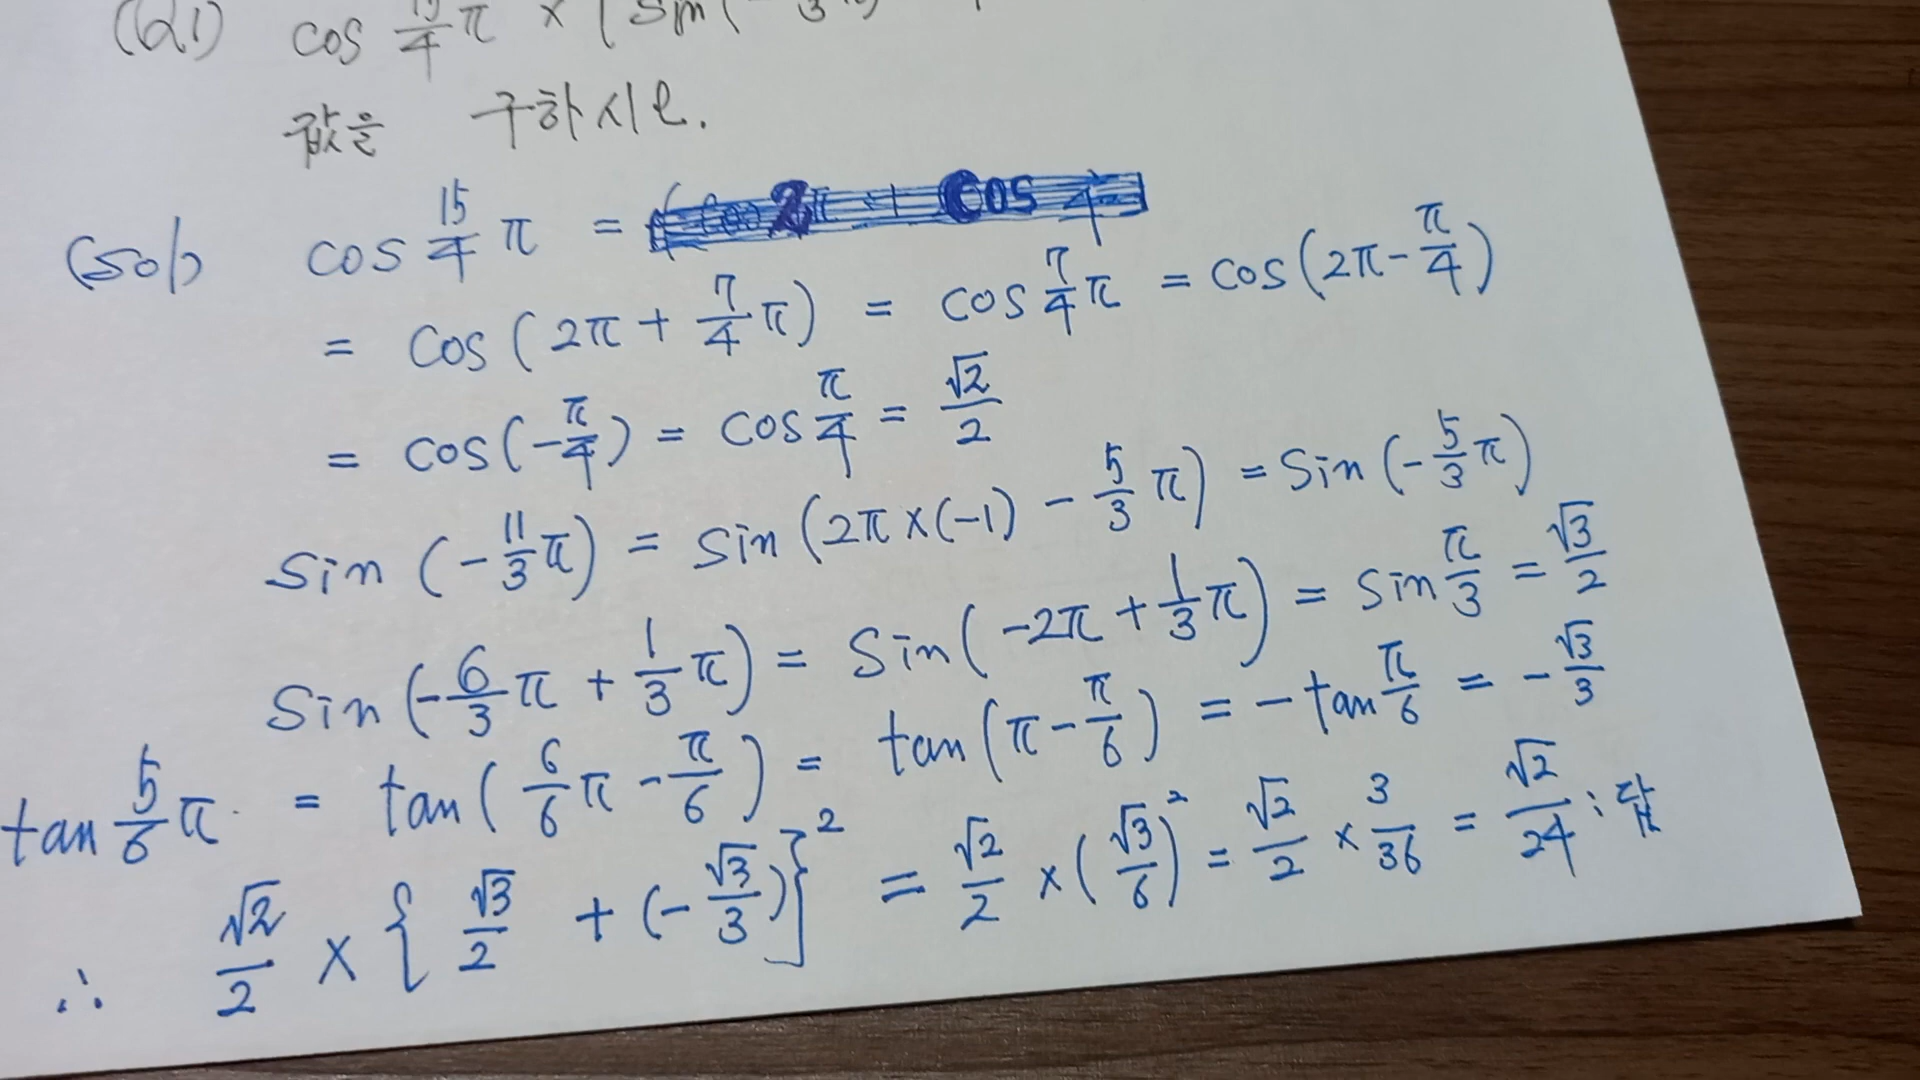 (Q1) cos 15/4 π × {sin(- 3
값을 구하시오.
(sol) cos 15/4 π =
= cos(2π + 7/4 π) = cos 7/4 π = cos(2π - π/4)
= cos(-π/4) = cos π/4 = √2/2
sin(-11/3 π) = sin(2π×(-1) - 5/3 π) = sin(-5/3 π)
sin(-6/3 π + 1/3 π) = sin(-2π + 1/3 π) = sin π/3 = √3/2
tan 5/6 π = tan(6/6 π - π/6) = tan(π - π/6) = -tan π/6 = -√3/3
∴ √2/2 × {√3/2 + (-√3/3)}² = √2/2 × (√3/6)² = √2/2 × 3/36 = √2/24 : 답